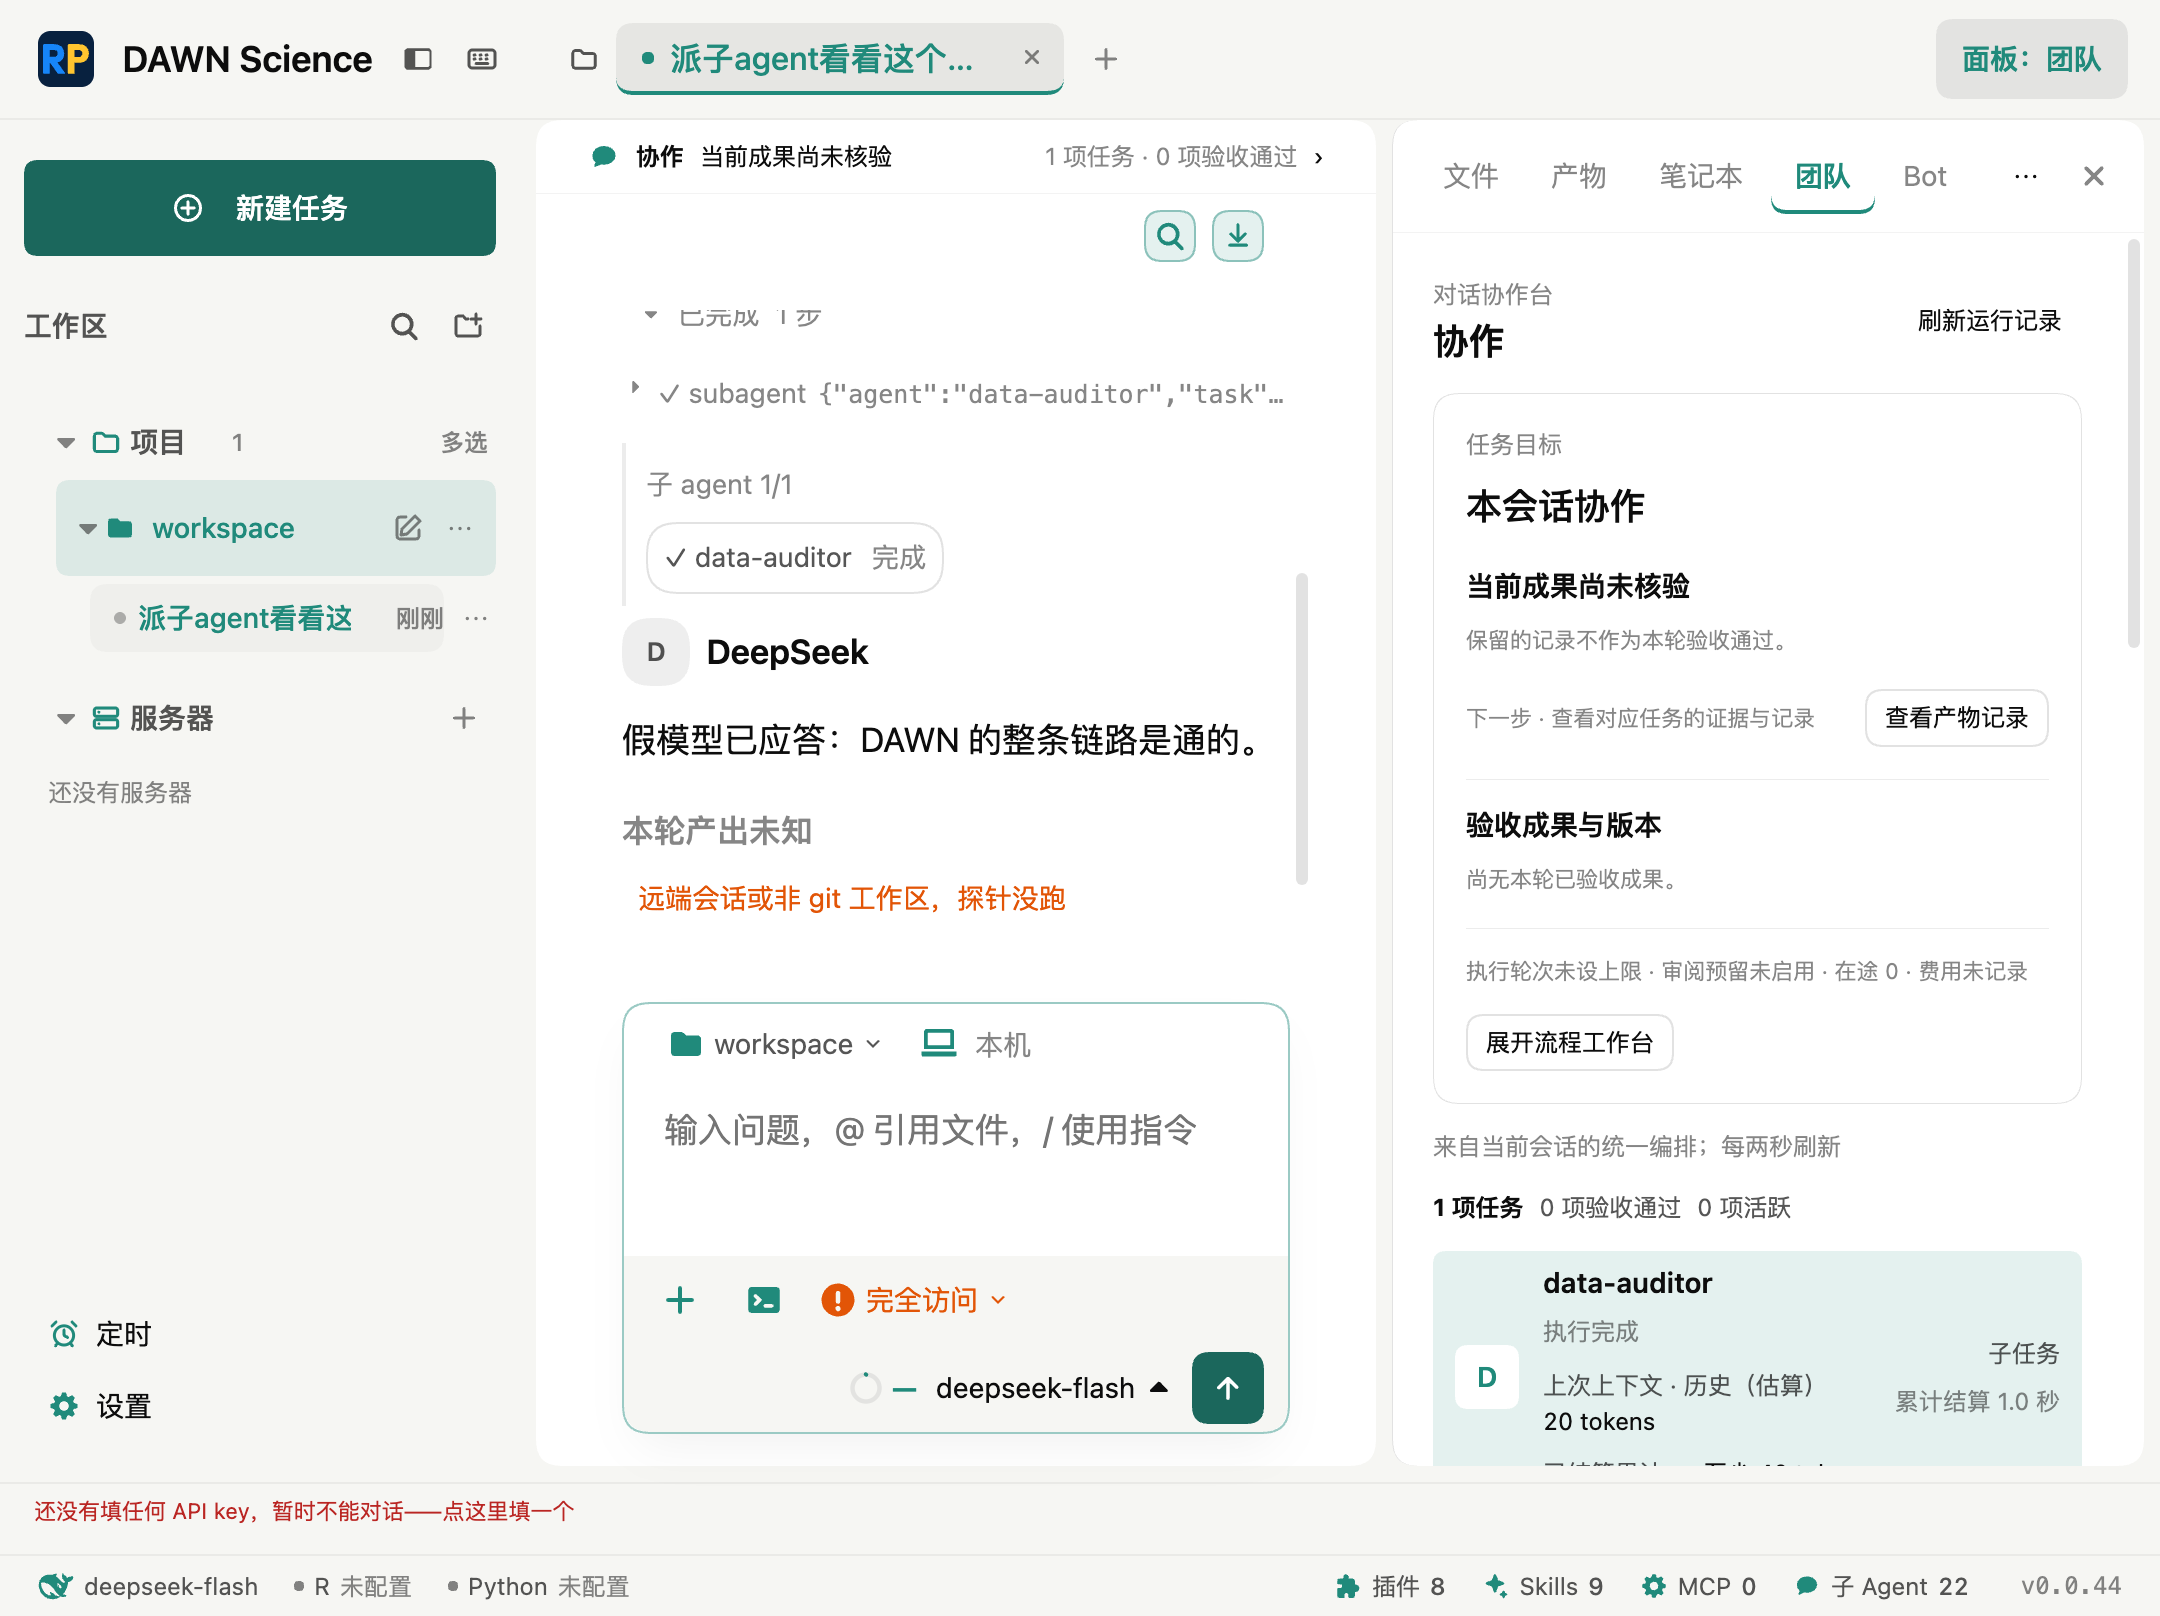 RP DAWN Science
派子agent看看这个...
面板：团队
新建任务
工作区
项目 1 多选
workspace
派子agent看看这 刚刚
服务器
还没有服务器
定时
设置
协作 当前成果尚未核验 1 项任务 · 0 项验收通过
已完成 1 步
subagent {"agent":"data-auditor","task"…
子 agent 1/1
data-auditor 完成
D DeepSeek
假模型已应答：DAWN 的整条链路是通的。
本轮产出未知
远端会话或非 git 工作区，探针没跑
workspace 本机
输入问题，@ 引用文件，/ 使用指令
完全访问
deepseek-flash
文件 产物 笔记本 团队 Bot
对话协作台
协作
刷新运行记录
任务目标
本会话协作
当前成果尚未核验
保留的记录不作为本轮验收通过。
下一步 · 查看对应任务的证据与记录
查看产物记录
验收成果与版本
尚无本轮已验收成果。
执行轮次未设上限 · 审阅预留未启用 · 在途 0 · 费用未记录
展开流程工作台
来自当前会话的统一编排；每两秒刷新
1 项任务 0 项验收通过 0 项活跃
D
data-auditor
执行完成
上次上下文 · 历史（估算）
20 tokens
子任务
累计结算 1.0 秒
还没有填任何 API key，暂时不能对话——点这里填一个
deepseek-flash R 未配置 Python 未配置
插件 8 Skills 9 MCP 0 子 Agent 22 v0.0.44